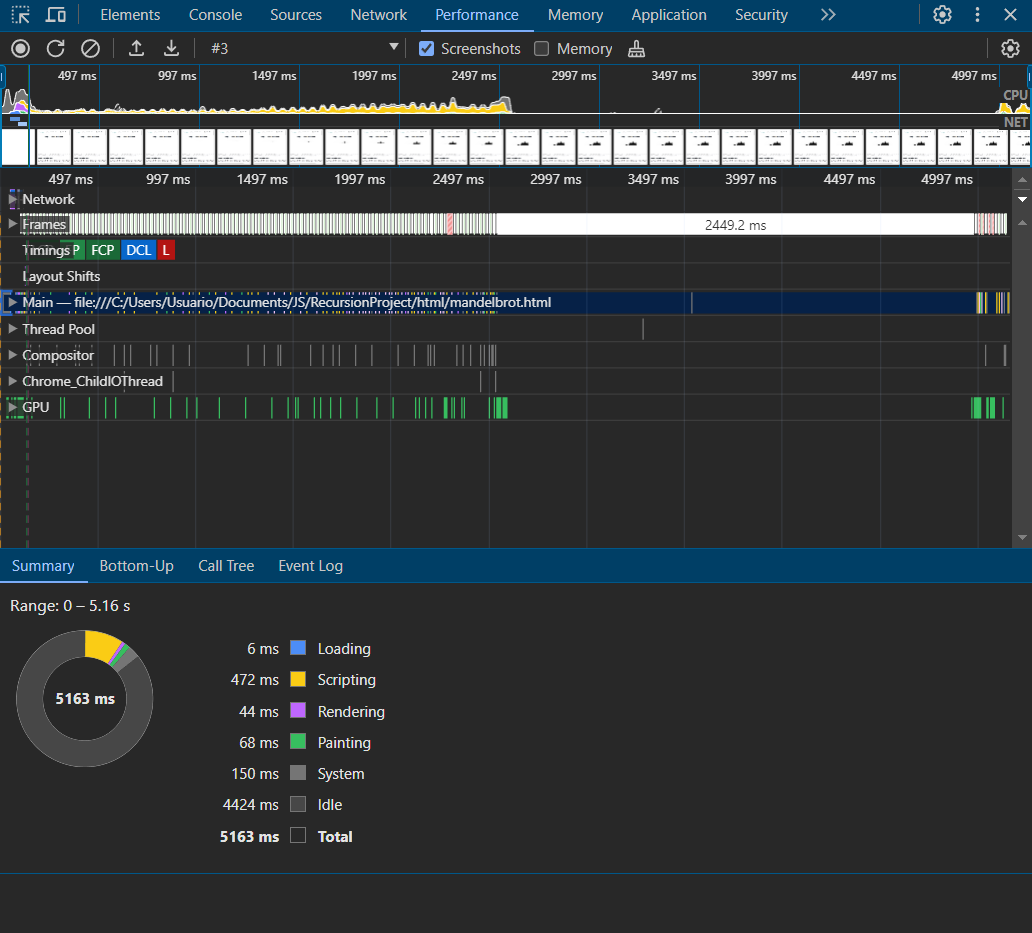 Elements Console Sources Network Performance Memory Application Security
#3 Screenshots Memory
497 ms 997 ms 1497 ms 1997 ms 2497 ms 2997 ms 3497 ms 3997 ms 4497 ms 4997 ms
CPU
NET
497 ms 997 ms 1497 ms 1997 ms 2497 ms 2997 ms 3497 ms 3997 ms 4497 ms 4997 ms
Network
Frames 2449.2 ms
Timings P FCP DCL L
Layout Shifts
Main — file:///C:/Users/Usuario/Documents/JS/RecursionProject/html/mandelbrot.html
Thread Pool
Compositor
Chrome_ChildIOThread
GPU
Summary Bottom-Up Call Tree Event Log
Range: 0 – 5.16 s
5163 ms
6 ms Loading
472 ms Scripting
44 ms Rendering
68 ms Painting
150 ms System
4424 ms Idle
5163 ms Total